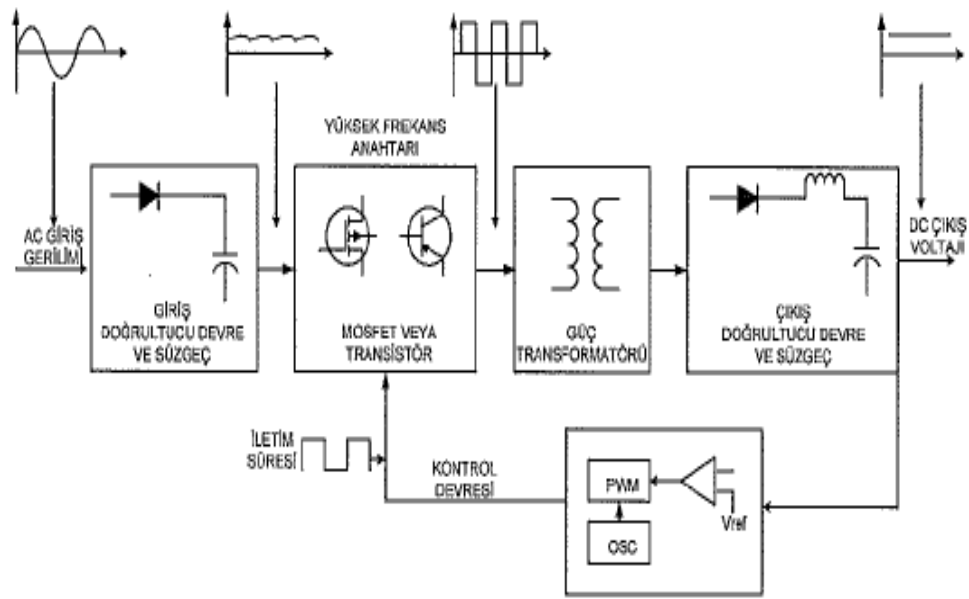 YÜKSEK FREKANS
ANAHTARI
AC GİRİŞ
GERİLİM
GİRİŞ
DOĞRULTUCU DEVRE
VE SÜZGEÇ
MOSFET VEYA
TRANSİSTÖR
GÜÇ
TRANSFORMATÖRÜ
ÇIKIŞ
DOĞRULTUCU DEVRE
VE SÜZGEÇ
DC ÇIKIŞ
VOLTAJI
İLETİM
SÜRESİ
KONTROL
DEVRESİ
PWM
Vref
OSC